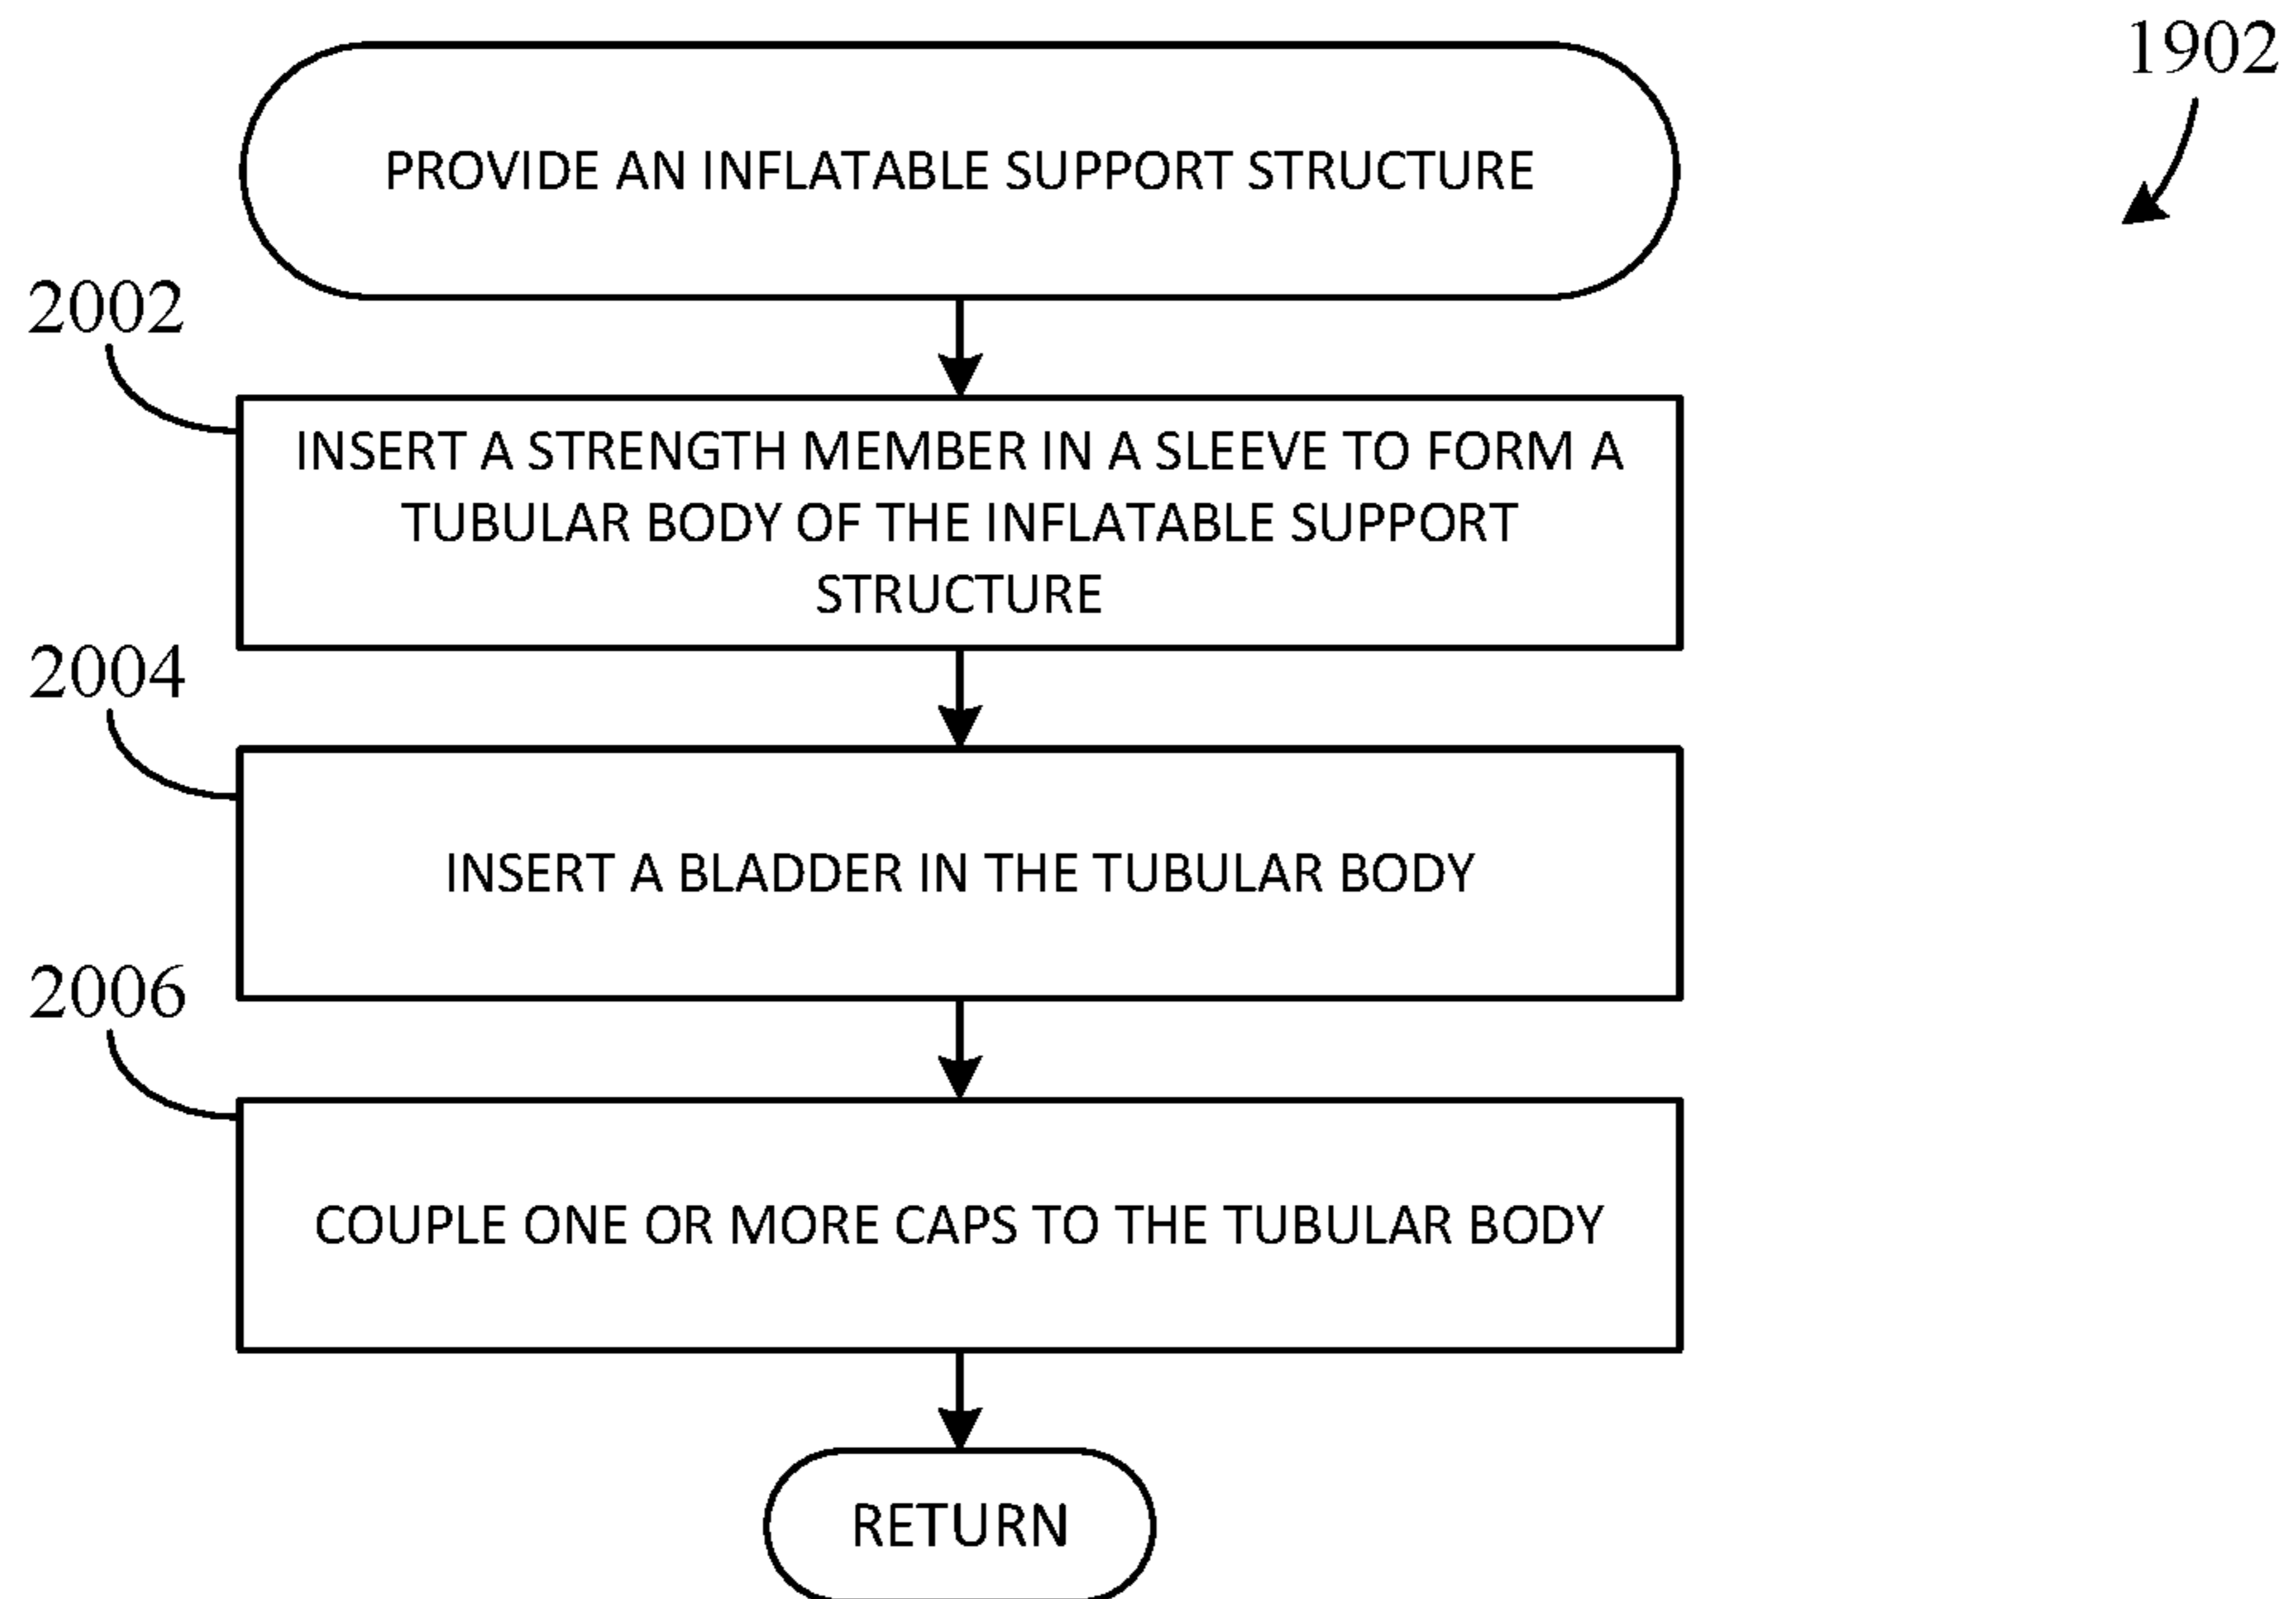 1902
PROVIDE AN INFLATABLE SUPPORT STRUCTURE
2002
INSERT A STRENGTH MEMBER IN A SLEEVE TO FORM A
TUBULAR BODY OF THE INFLATABLE SUPPORT
STRUCTURE
2004
INSERT A BLADDER IN THE TUBULAR BODY
2006
COUPLE ONE OR MORE CAPS TO THE TUBULAR BODY
RETURN